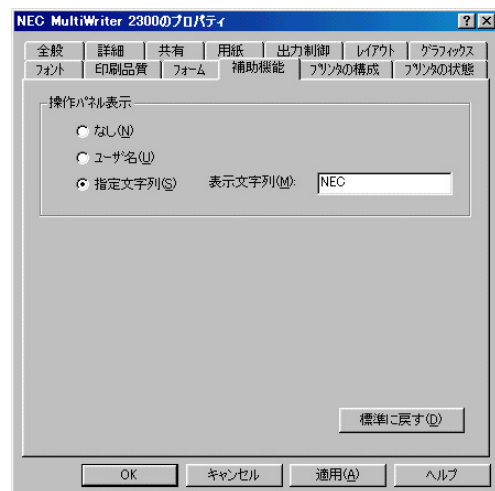 NEC MultiWriter 2300のプロパティ
全般 詳細 共有 用紙 出力制御 レイアウト グラフィックス
フォント 印刷品質 フォーム 補助機能 プリンタの構成 プリンタの状態
操作パネル表示
なし(N)
ユーザ名(U)
指定文字列(S) 表示文字列(M): NEC
標準に戻す(D)
OK キャンセル 適用(A) ヘルプ